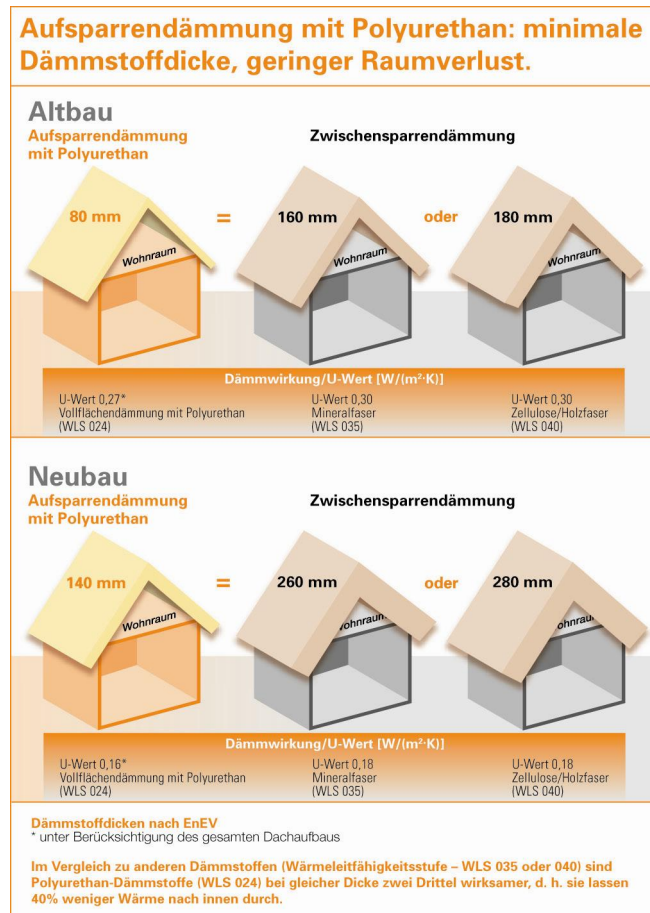 Aufsparrendämmung mit Polyurethan: minimale
Dämmstoffdicke, geringer Raumverlust.
Altbau
Aufsparrendämmung
mit Polyurethan
Zwischensparrendämmung
80 mm = 160 mm oder 180 mm
Wohnraum Wohnraum Wohnraum
Dämmwirkung/U-Wert [W/(m²·K)]
U-Wert 0,27*
Vollflächendämmung mit Polyurethan
(WLS 024)
U-Wert 0,30
Mineralfaser
(WLS 035)
U-Wert 0,30
Zellulose/Holzfaser
(WLS 040)
Neubau
Aufsparrendämmung
mit Polyurethan
Zwischensparrendämmung
140 mm = 260 mm oder 280 mm
Wohnraum Wohnraum Wohnraum
Dämmwirkung/U-Wert [W/(m²·K)]
U-Wert 0,16*
Vollflächendämmung mit Polyurethan
(WLS 024)
U-Wert 0,18
Mineralfaser
(WLS 035)
U-Wert 0,18
Zellulose/Holzfaser
(WLS 040)
Dämmstoffdicken nach EnEV
* unter Berücksichtigung des gesamten Dachaufbaus
Im Vergleich zu anderen Dämmstoffen (Wärmeleitfähigkeitsstufe – WLS 035 oder 040) sind
Polyurethan-Dämmstoffe (WLS 024) bei gleicher Dicke zwei Drittel wirksamer, d. h. sie lassen
40% weniger Wärme nach innen durch.